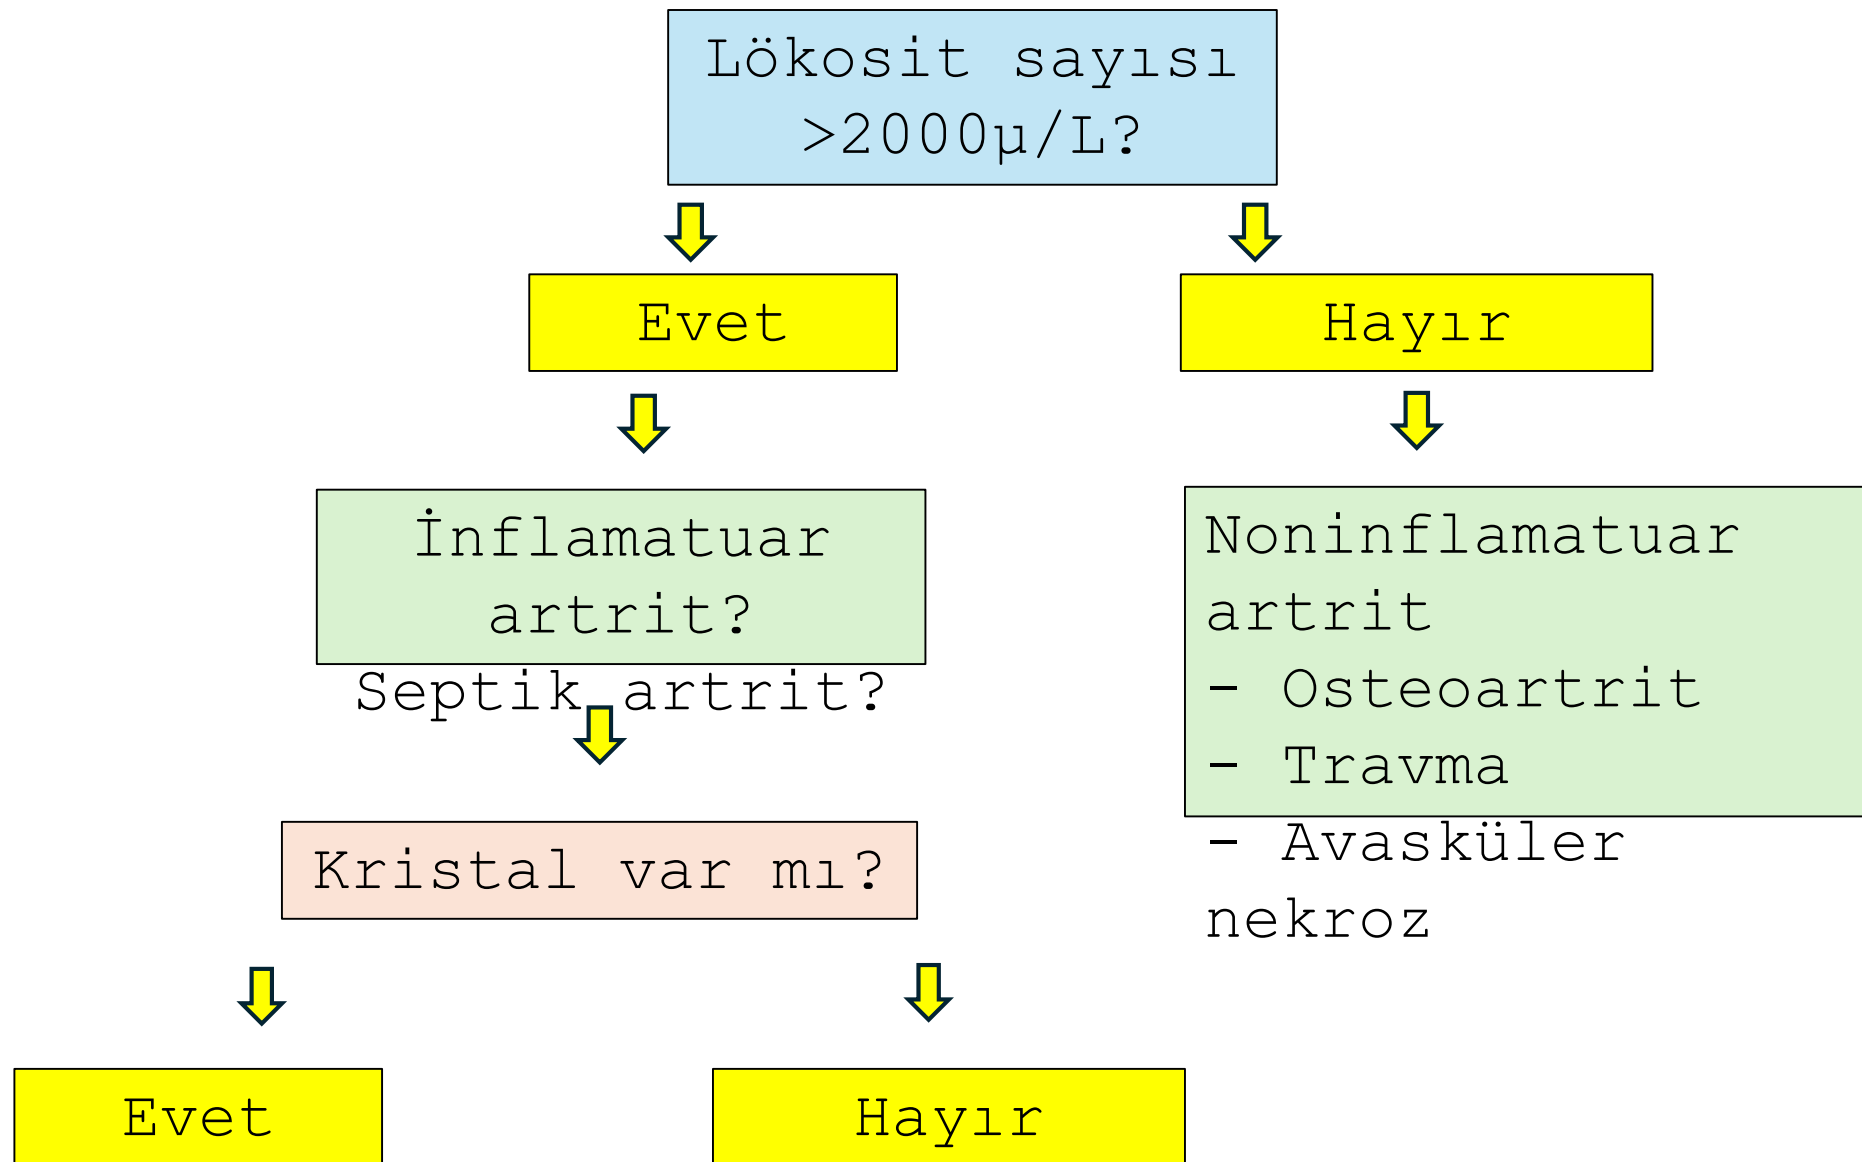 Lökosit sayısı
>2000µ/L?
Evet
Hayır
İnflamatuar
artrit?
Septik artrit?
Noninflamatuar
artrit
- Osteoartrit
- Travma
- Avasküler
nekroz
Kristal var mı?
Evet
Hayır